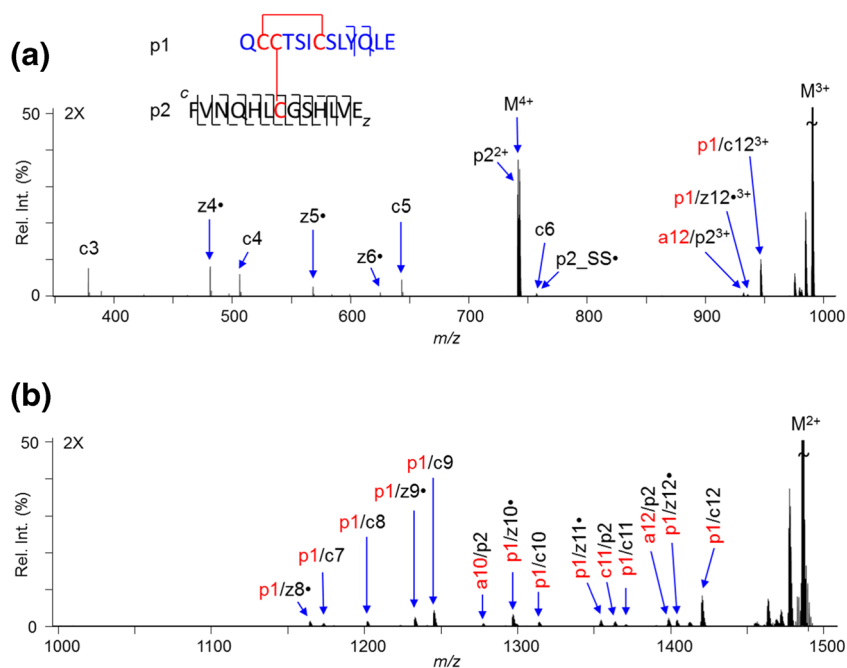 (a)
p1 QCCTSICSLYQLE
p2 c FVNQHLCGSHLVE z
50 2X
Rel. Int. (%)
0
c3
z4•
c4
z5•
z6•
c5
p2²⁺
M⁴⁺
c6
p2_SS•
a12/p2³⁺
p1/z12•³⁺
p1/c12³⁺
M³⁺
400 500 600 700 800 900 1000
m/z
(b)
50 2X
Rel. Int. (%)
0
p1/z8•
p1/c7
p1/c8
p1/z9•
p1/c9
a10/p2
p1/z10•
p1/c10
p1/z11•
c11/p2
p1/c11
a12/p2
p1/z12•
p1/c12
M²⁺
1000 1100 1200 1300 1400 1500
m/z